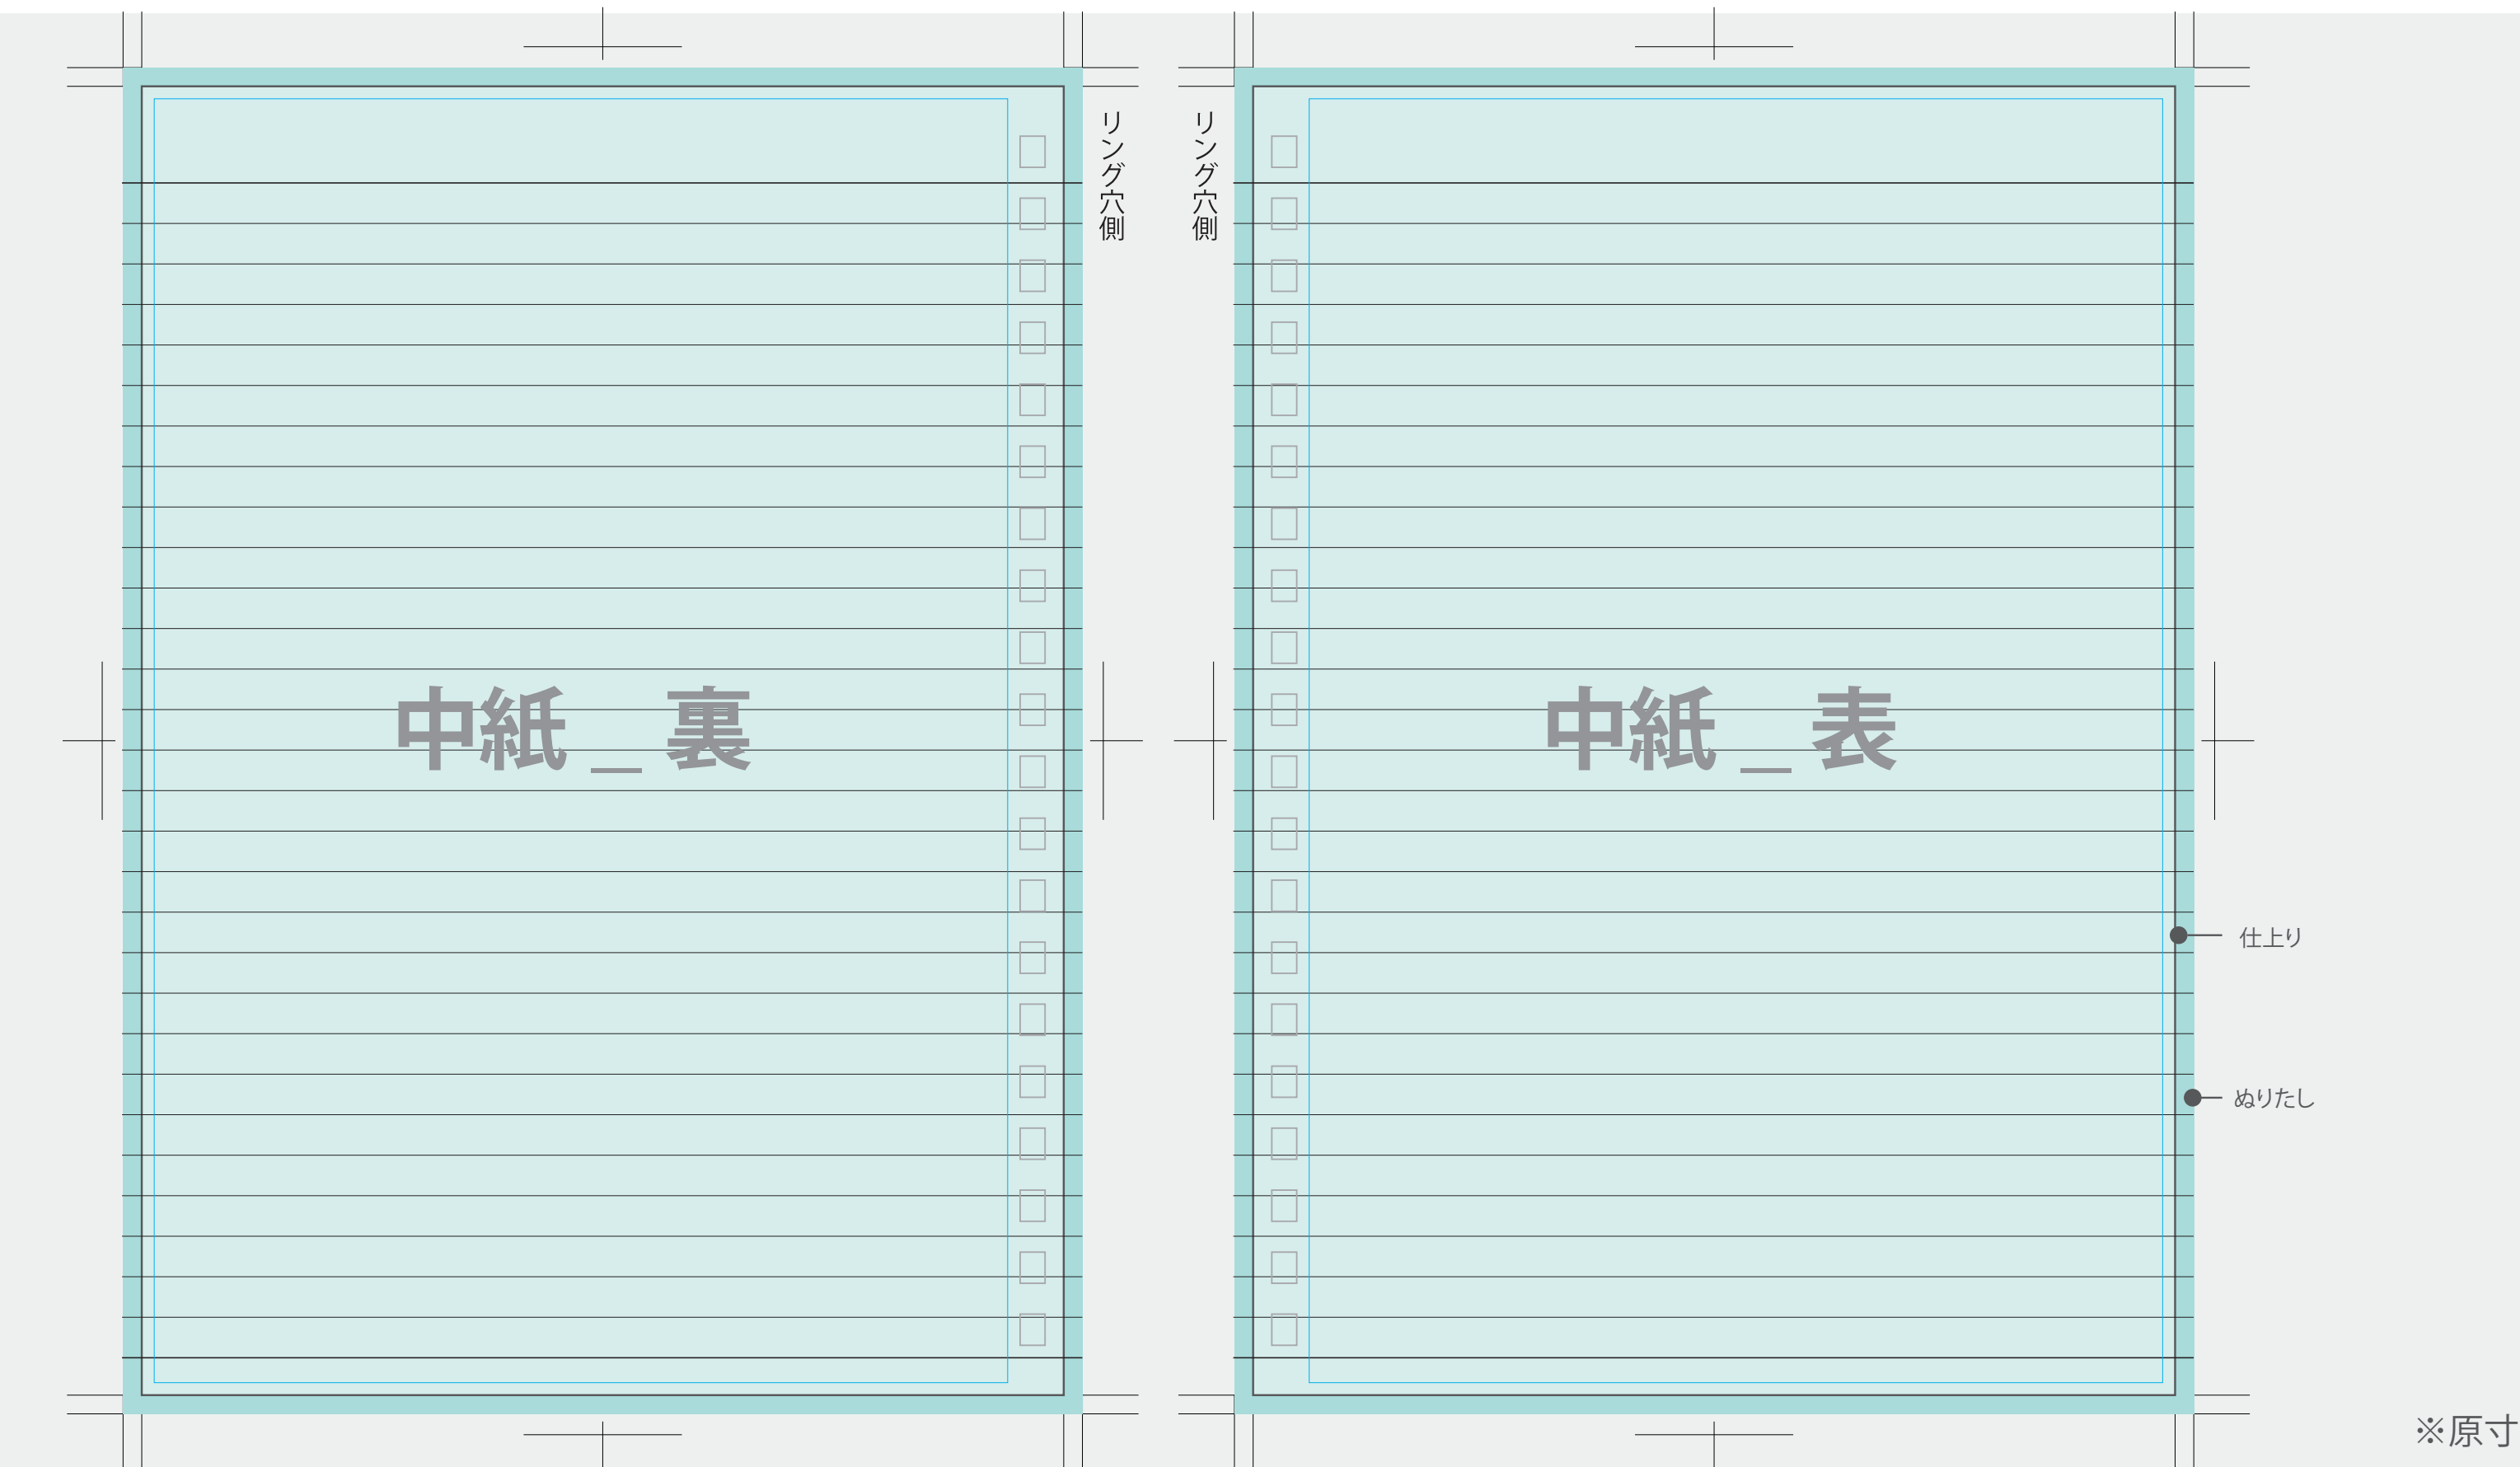 リング穴側
リング穴側
中紙_裏
中紙_表
仕上り
ぬりたし
※原寸